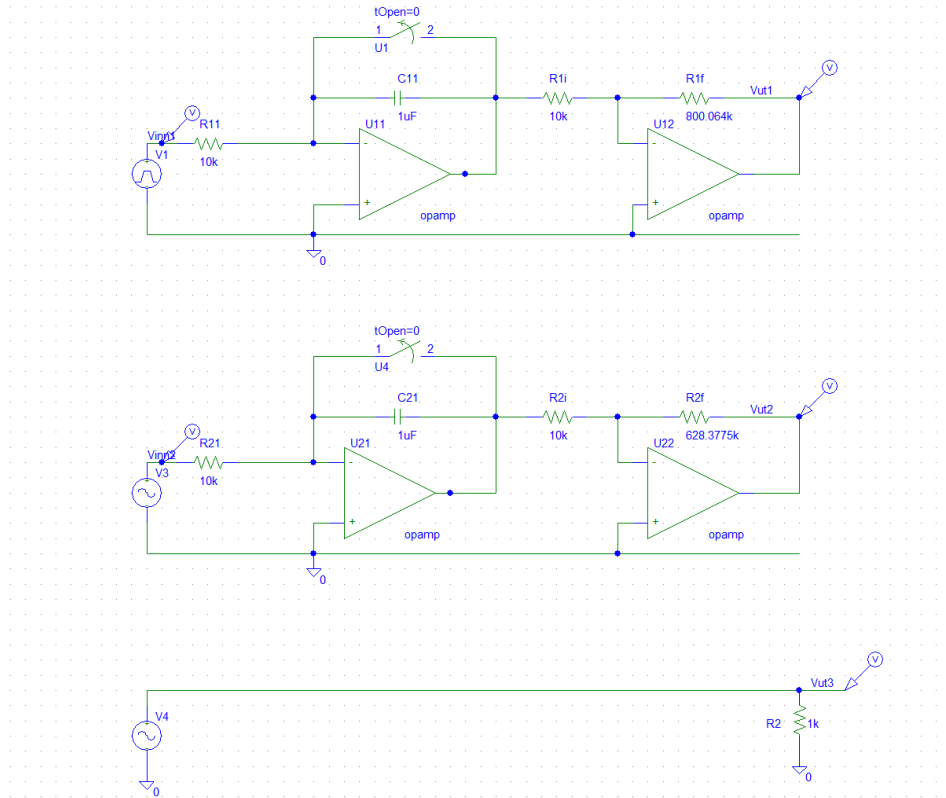 tOpen=0
1 2
U1
C11
1uF
R1i
10k
R1f
800.064k
Vut1
V
V
Vinn1
R11
10k
V1
U11
-
+
opamp
U12
-
+
opamp
0
tOpen=0
1 2
U4
C21
1uF
R2i
10k
R2f
628.3775k
Vut2
V
V
Vinn2
R21
10k
V3
U21
-
+
opamp
U22
-
+
opamp
0
V
Vut3
V4
R2 1k
0
0